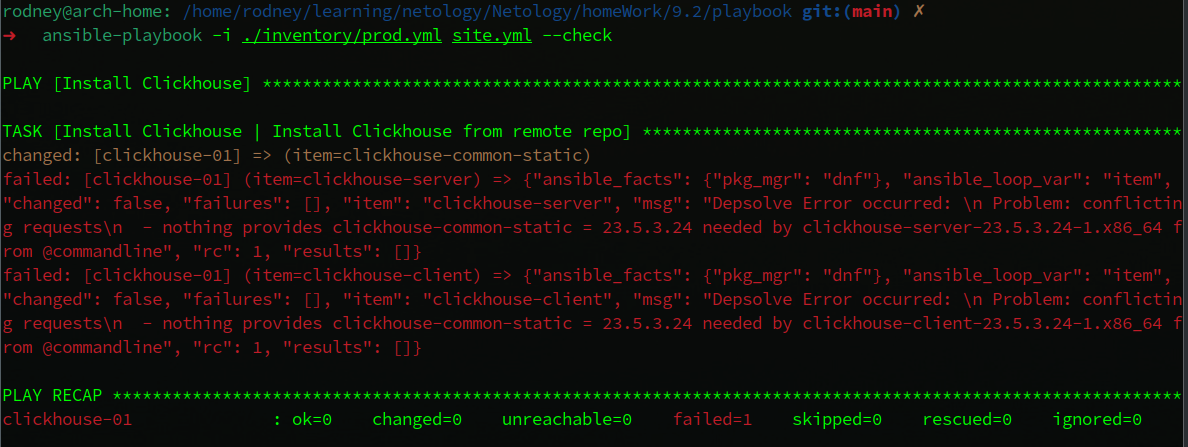 rodney@arch-home: /home/rodney/learning/netology/Netology/homeWork/9.2/playbook git:(main) ✗
➜ ansible-playbook -i ./inventory/prod.yml site.yml --check
PLAY [Install Clickhouse] ********************************************************************************************
TASK [Install Clickhouse | Install Clickhouse from remote repo] ******************************************************
changed: [clickhouse-01] => (item=clickhouse-common-static)
failed: [clickhouse-01] (item=clickhouse-server) => {"ansible_facts": {"pkg_mgr": "dnf"}, "ansible_loop_var": "item",
"changed": false, "failures": [], "item": "clickhouse-server", "msg": "Depsolve Error occurred: \n Problem: conflictin
g requests\n  - nothing provides clickhouse-common-static = 23.5.3.24 needed by clickhouse-server-23.5.3.24-1.x86_64 f
rom @commandline", "rc": 1, "results": []}
failed: [clickhouse-01] (item=clickhouse-client) => {"ansible_facts": {"pkg_mgr": "dnf"}, "ansible_loop_var": "item",
"changed": false, "failures": [], "item": "clickhouse-client", "msg": "Depsolve Error occurred: \n Problem: conflictin
g requests\n  - nothing provides clickhouse-common-static = 23.5.3.24 needed by clickhouse-client-23.5.3.24-1.x86_64 f
rom @commandline", "rc": 1, "results": []}
PLAY RECAP ***********************************************************************************************************
clickhouse-01              : ok=0    changed=0    unreachable=0    failed=1    skipped=0    rescued=0    ignored=0